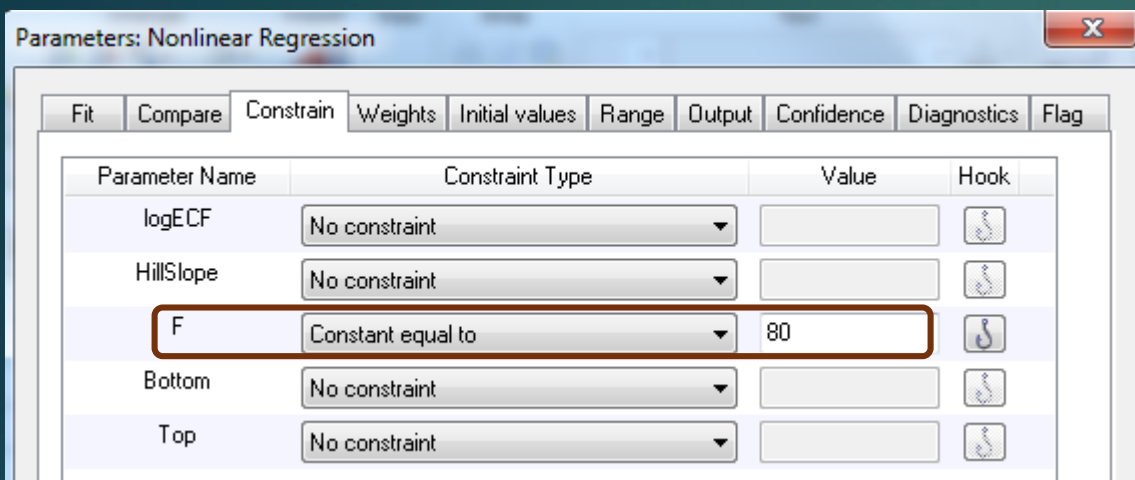 Parameters: Nonlinear Regression
Fit Compare Constrain Weights Initial values Range Output Confidence Diagnostics Flag
Parameter Name Constraint Type Value Hook
logECF No constraint
HillSlope No constraint
F Constant equal to 80
Bottom No constraint
Top No constraint